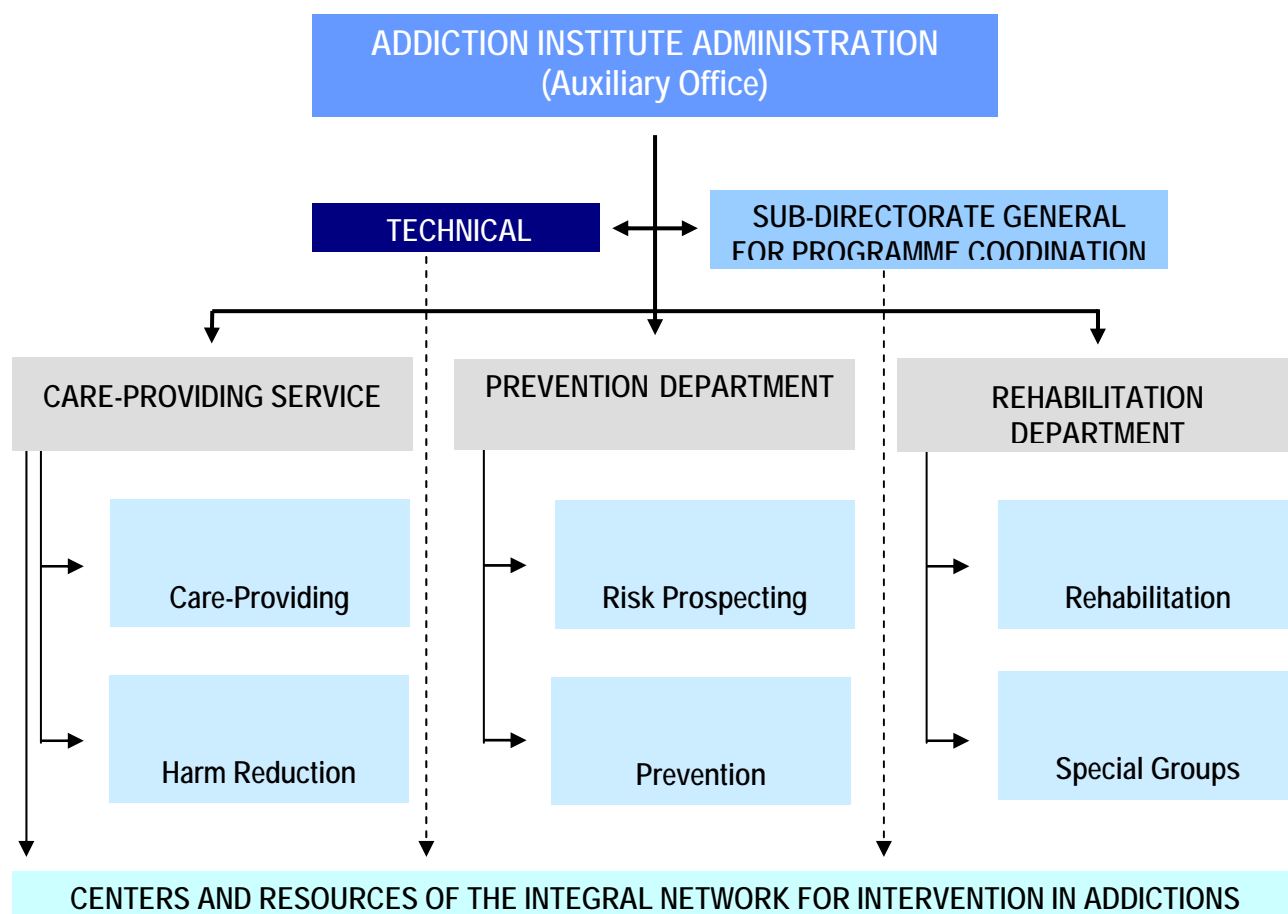 ADDICTION INSTITUTE ADMINISTRATION
(Auxiliary Office)
TECHNICAL
SUB-DIRECTORATE GENERAL
FOR PROGRAMME COODINATION
CARE-PROVIDING SERVICE
PREVENTION DEPARTMENT
REHABILITATION
DEPARTMENT
Care-Providing
Risk Prospecting
Rehabilitation
Harm Reduction
Prevention
Special Groups
CENTERS AND RESOURCES OF THE INTEGRAL NETWORK FOR INTERVENTION IN ADDICTIONS